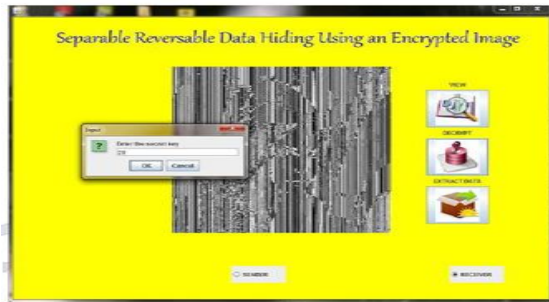 Separable Reversable Data Hiding Using an Encrypted Image
VIEW
Input
Enter the secret key
OK Cancel
DECRYPT
EXTRACT DATA
SENDER
RECEIVER